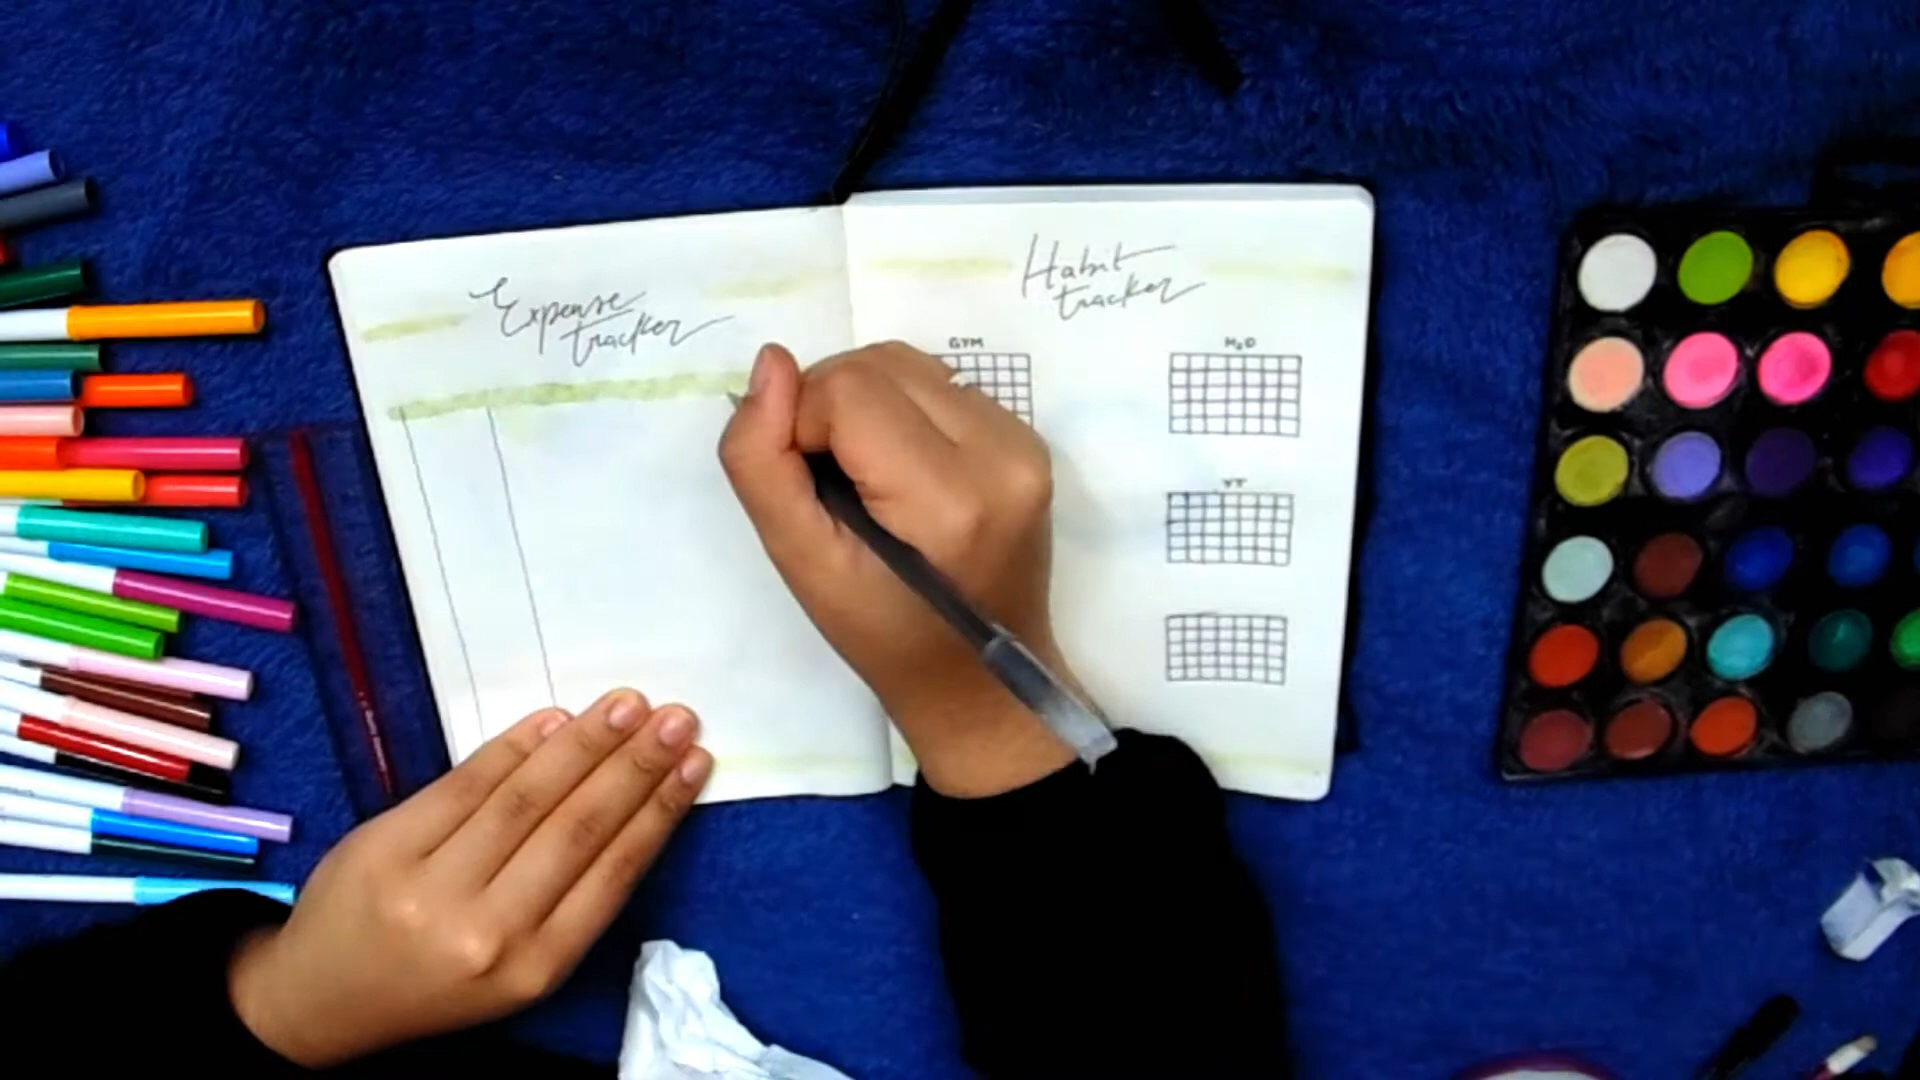 Expense
tracker
Habit
tracker
GYM
H₂O
YT